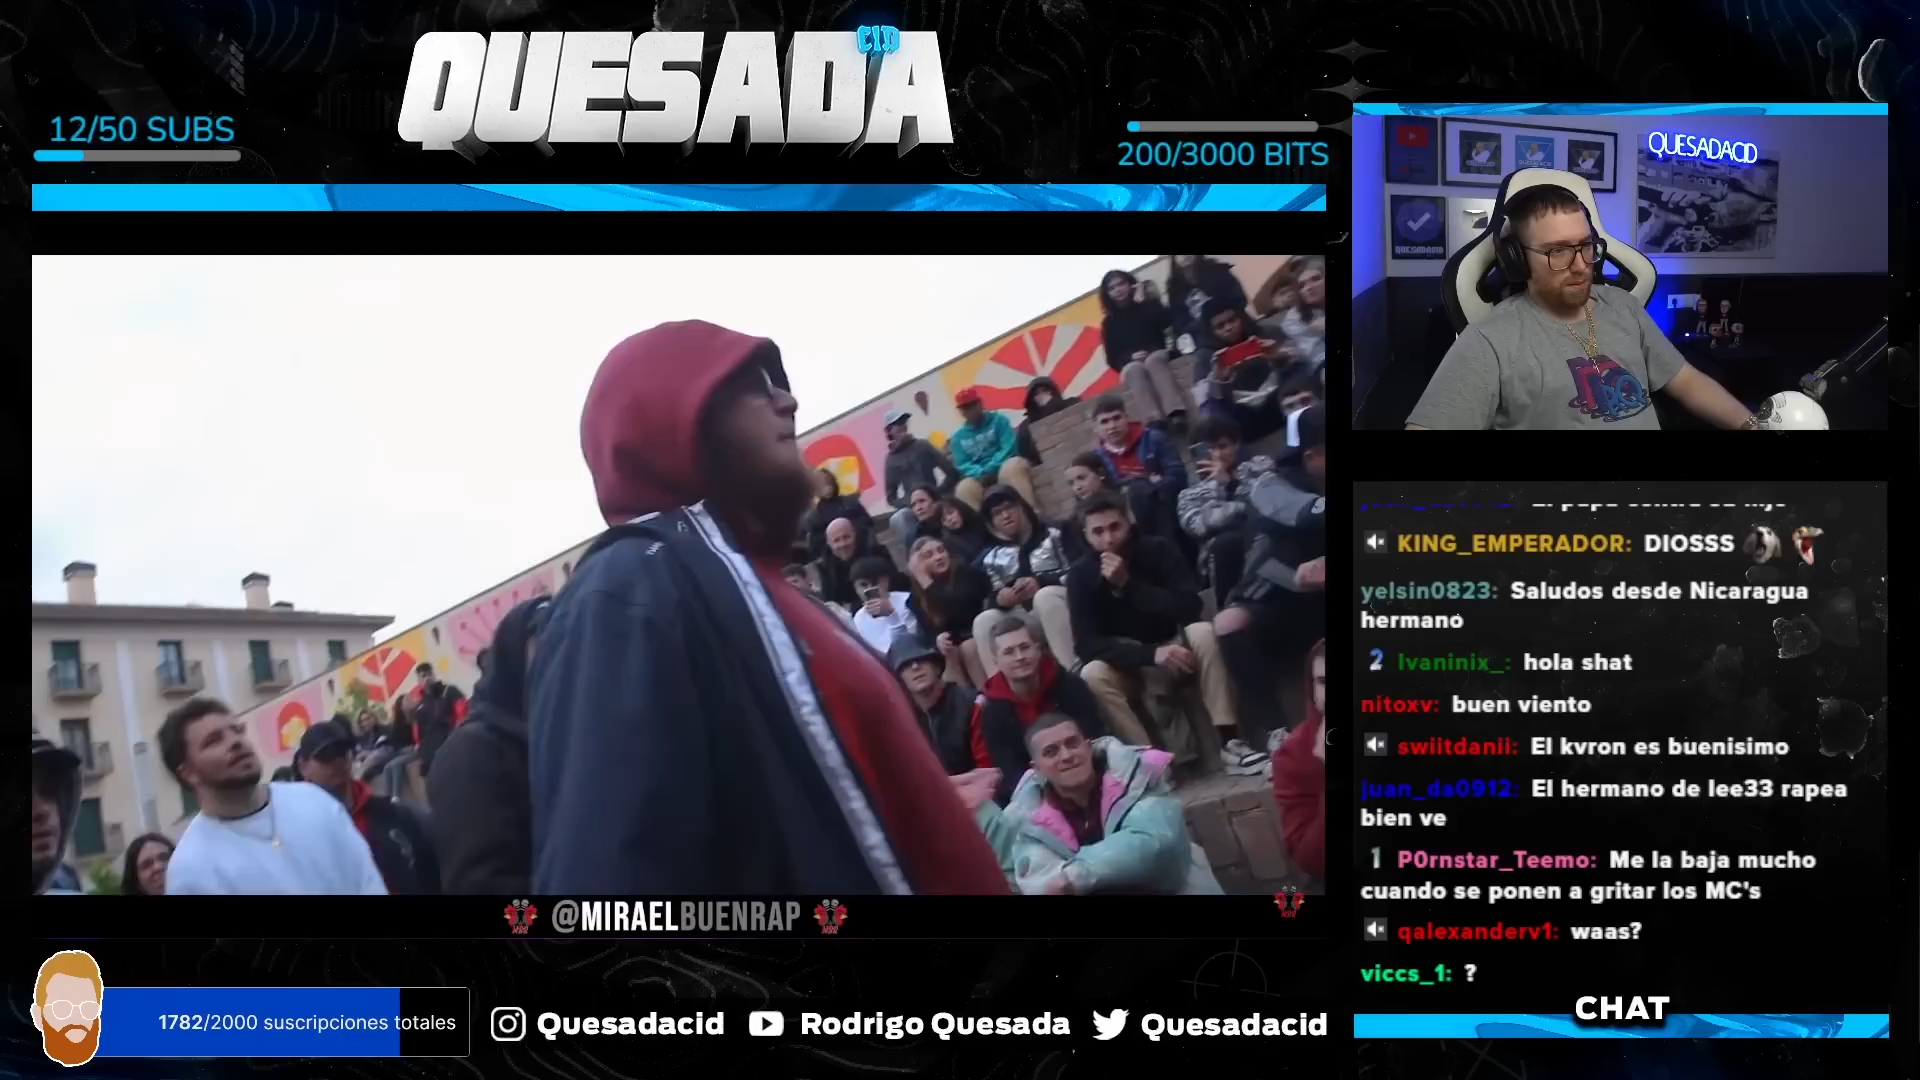 QUESADA
CID
12/50 SUBS
200/3000 BITS
QUESADACID
QUESADACID
KING_EMPERADOR: DIOSSS
yelsin0823: Saludos desde Nicaragua
hermano
2 Ivaninix_: hola shat
nitoxv: buen viento
swiitdanii: El kvron es buenisimo
juan_da0912: El hermano de lee33 rapea
bien ve
1 P0rnstar_Teemo: Me la baja mucho
cuando se ponen a gritar los MC's
qalexanderv1: waas?
viccs_1: ?
CHAT
@MIRAELBUENRAP
1782/2000 suscripciones totales
Quesadacid
Rodrigo Quesada
Quesadacid